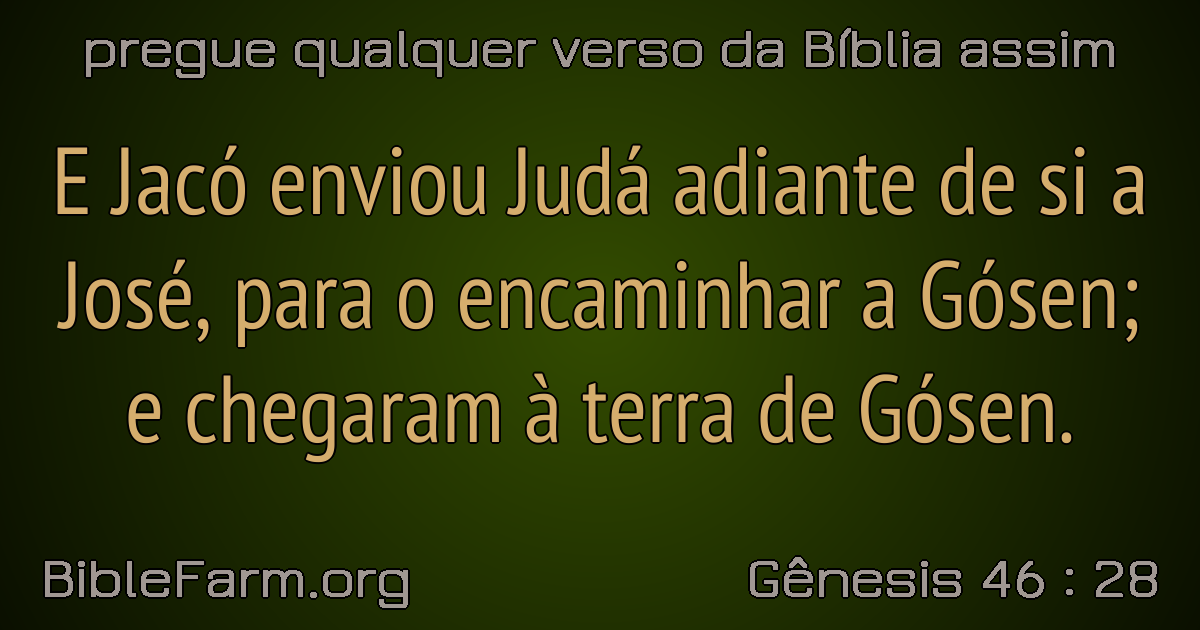 pregue qualquer verso da Bíblia assim
E Jacó enviou Judá adiante de si a
José, para o encaminhar a Gósen;
e chegaram à terra de Gósen.
BibleFarm.org
Gênesis 46 : 28